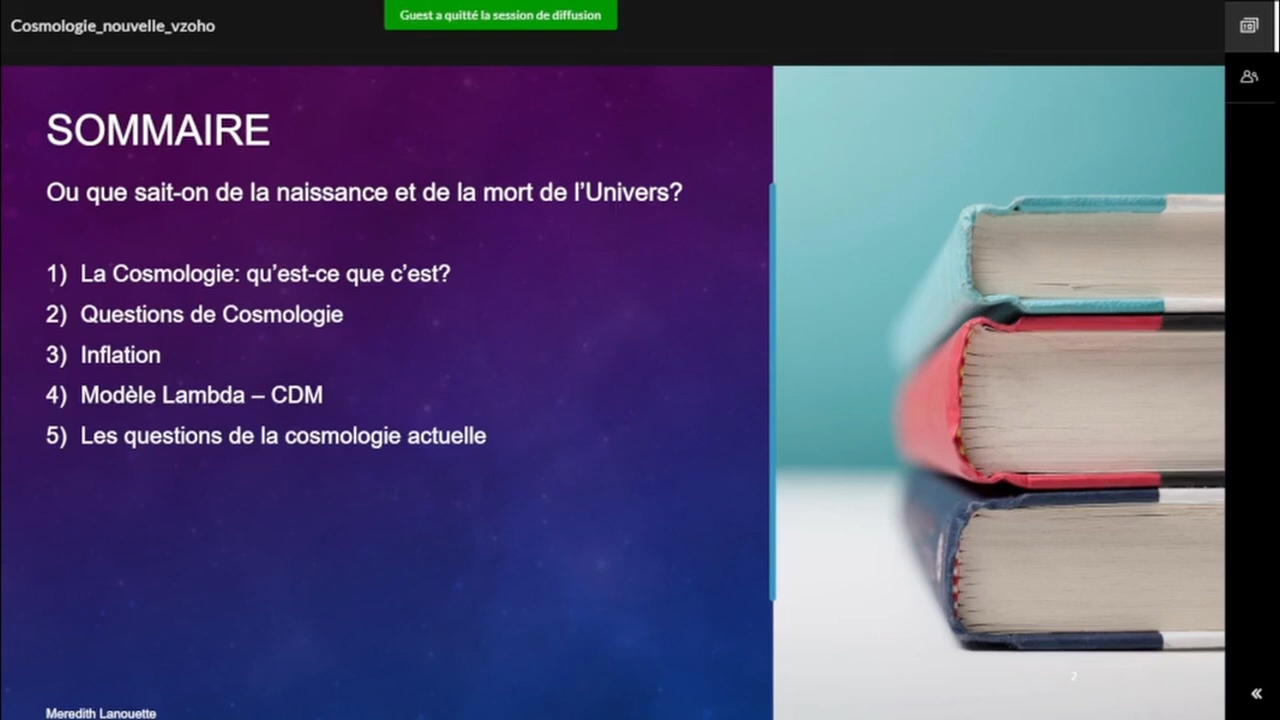 Cosmologie_nouvelle_vzoho
Guest a quitté la session de diffusion
SOMMAIRE
Ou que sait-on de la naissance et de la mort de l’Univers?
1) La Cosmologie: qu’est-ce que c’est?
2) Questions de Cosmologie
3) Inflation
4) Modèle Lambda – CDM
5) Les questions de la cosmologie actuelle
2
Meredith Lanouette